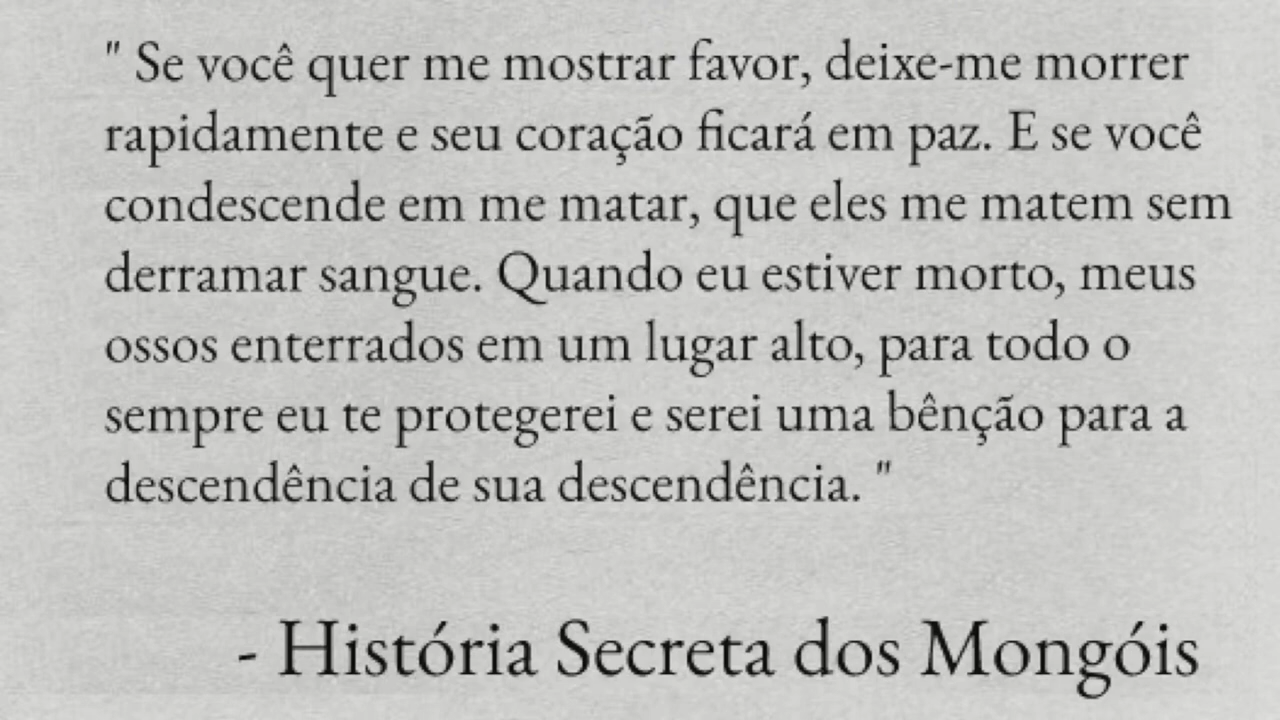 " Se você quer me mostrar favor, deixe-me morrer
rapidamente e seu coração ficará em paz. E se você
condescende em me matar, que eles me matem sem
derramar sangue. Quando eu estiver morto, meus
ossos enterrados em um lugar alto, para todo o
sempre eu te protegerei e serei uma bênção para a
descendência de sua descendência. "
- História Secreta dos Mongóis